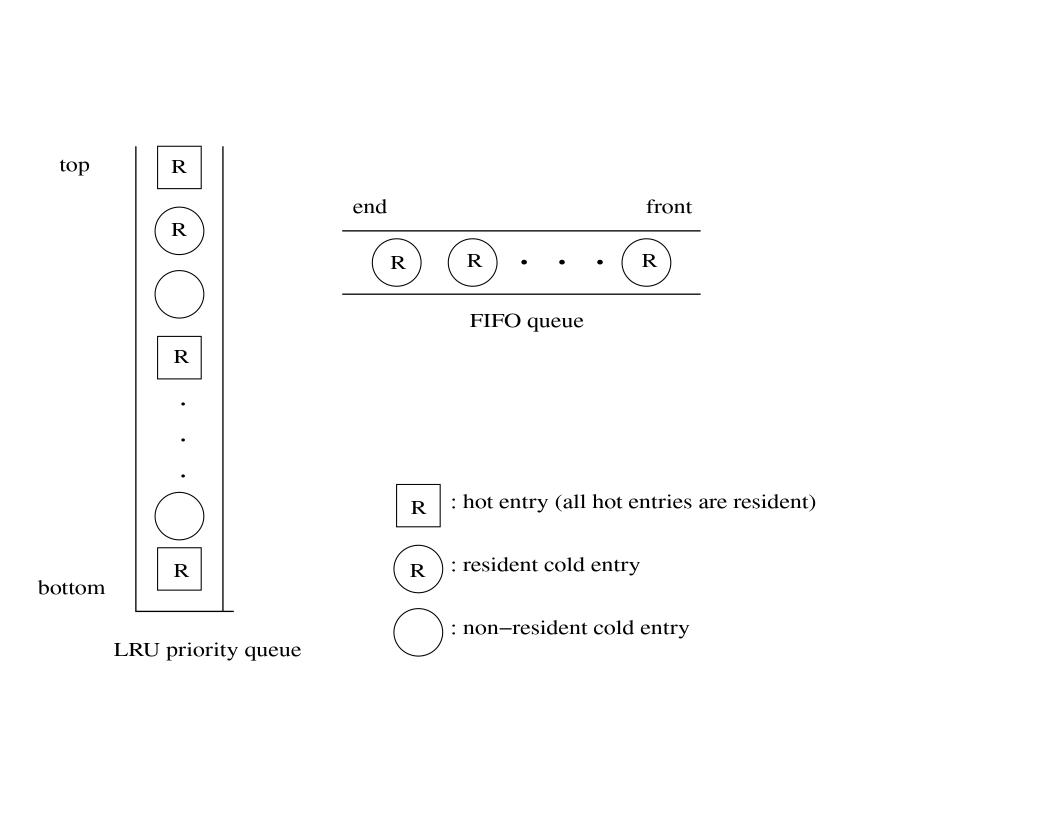 top
R
R
R
R
bottom
LRU priority queue
end
front
R
R
R
FIFO queue
R : hot entry (all hot entries are resident)
R : resident cold entry
: non−resident cold entry